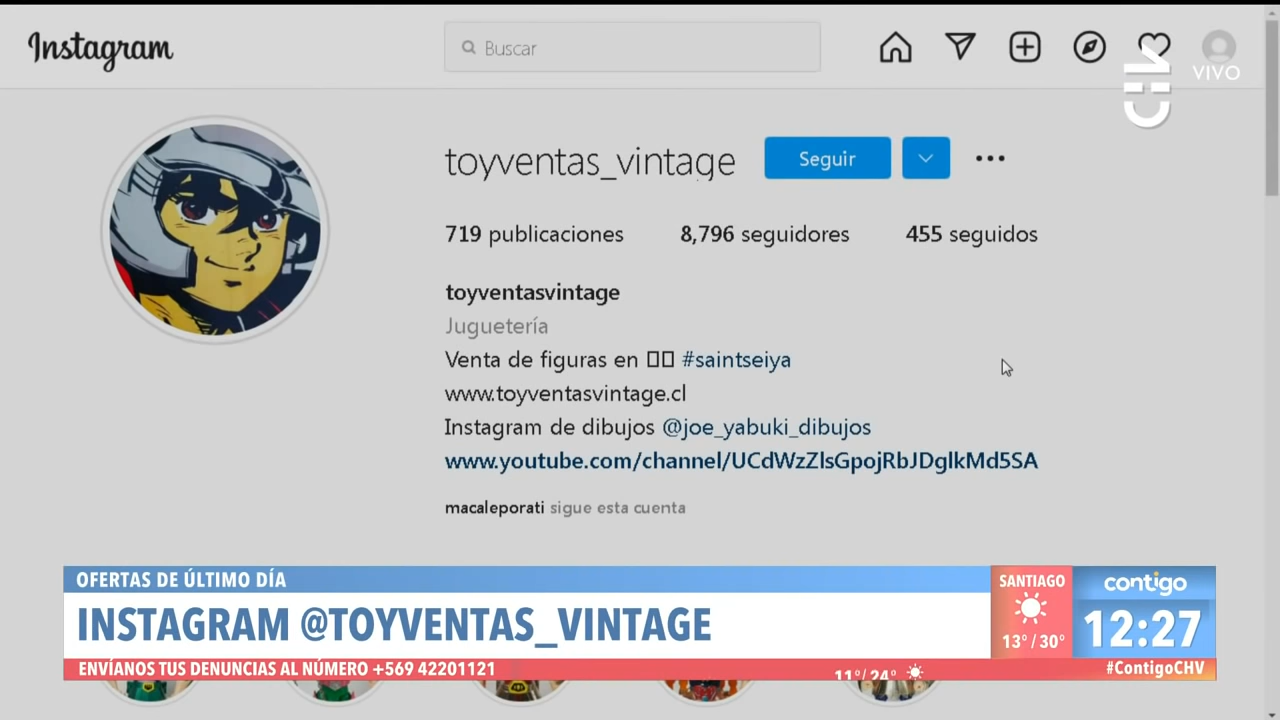 Instagram
Buscar
CHV
VIVO
toyventas_vintage
Seguir
719 publicaciones 8,796 seguidores 455 seguidos
toyventasvintage
Juguetería
Venta de figuras en #saintseiya
www.toyventasvintage.cl
Instagram de dibujos @joe_yabuki_dibujos
www.youtube.com/channel/UCdWzZlsGpojRbJDglkMd5SA
macaleporati sigue esta cuenta
OFERTAS DE ÚLTIMO DÍA
INSTAGRAM @TOYVENTAS_VINTAGE
SANTIAGO
13°/30°
contigo
12:27
ENVÍANOS TUS DENUNCIAS AL NÚMERO +569 42201121
11°/24°
#ContigoCHV